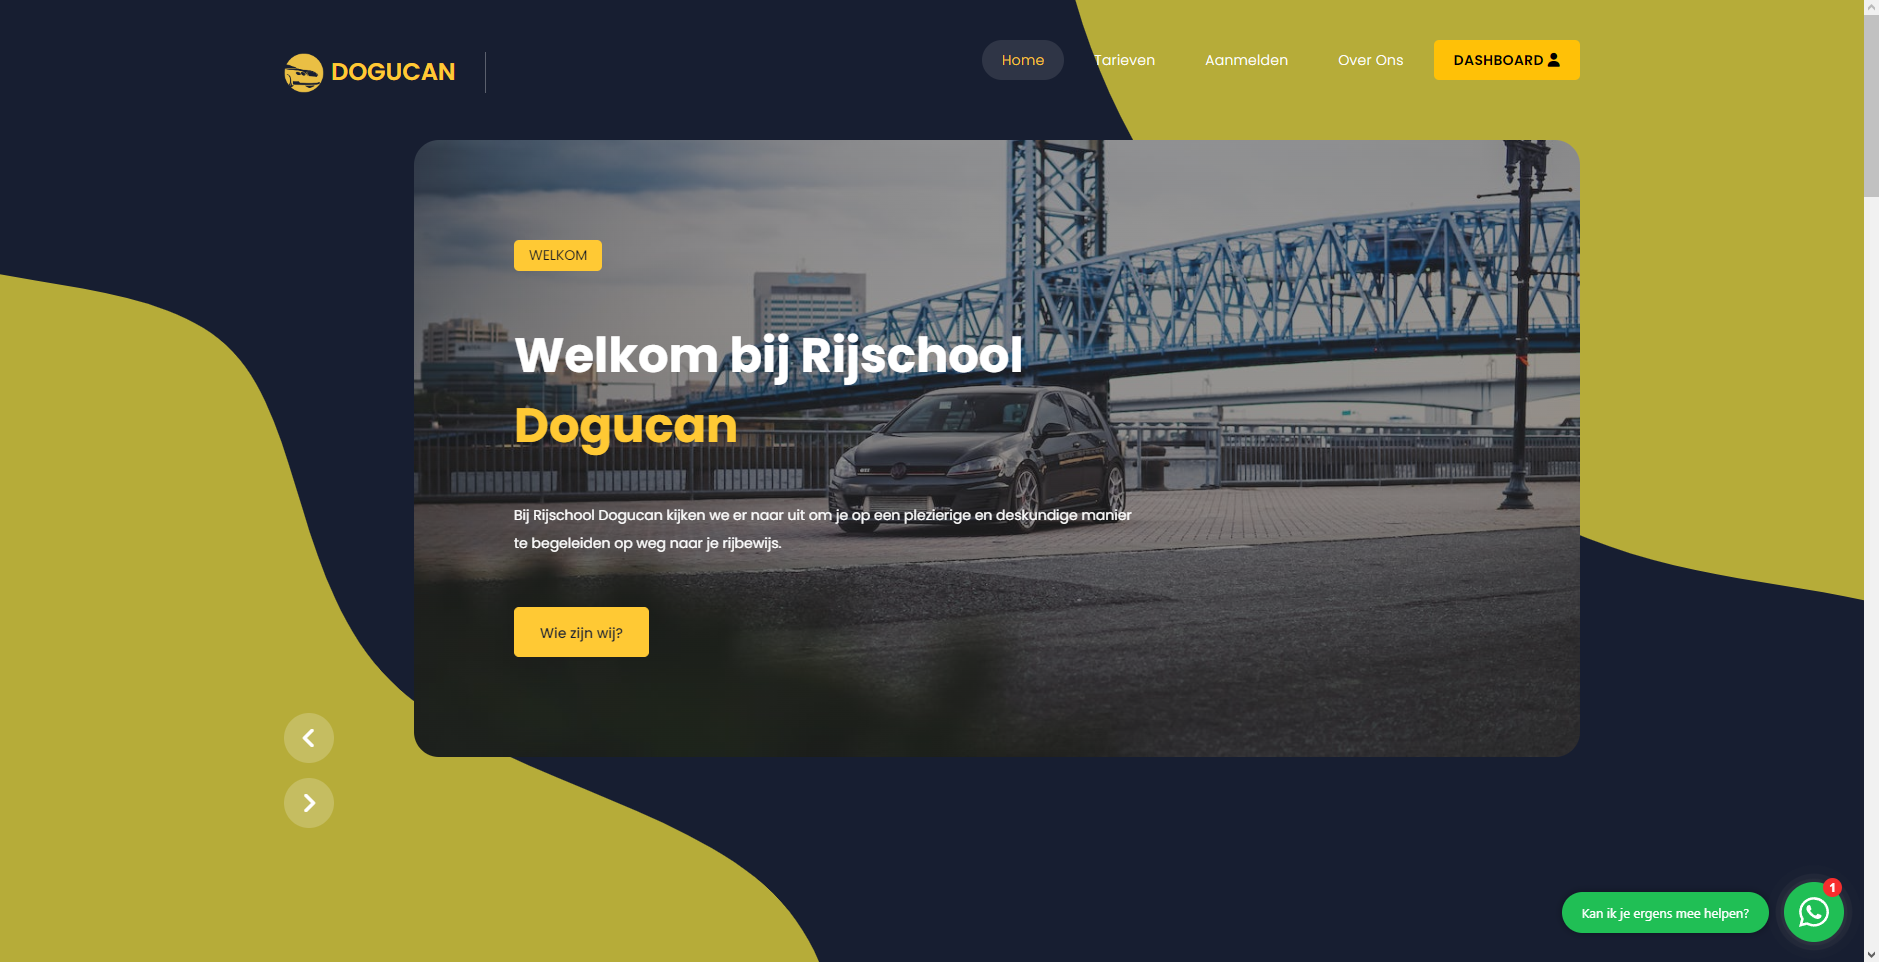 DOGUCAN
Home
Tarieven
Aanmelden
Over Ons
DASHBOARD
WELKOM
Welkom bij Rijschool
Dogucan
Bij Rijschool Dogucan kijken we er naar uit om je op een plezierige en deskundige manier
te begeleiden op weg naar je rijbewijs.
Wie zijn wij?
Kan ik je ergens mee helpen?
1